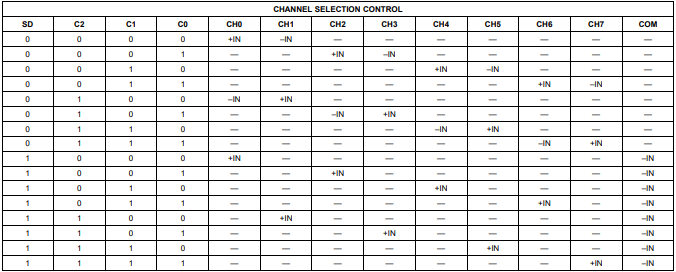 CHANNEL SELECTION CONTROL
SD C2 C1 C0 CH0 CH1 CH2 CH3 CH4 CH5 CH6 CH7 COM
0 0 0 0 +IN –IN — — — — — — —
0 0 0 1 — — +IN –IN — — — — —
0 0 1 0 — — — — +IN –IN — — —
0 0 1 1 — — — — — — +IN –IN —
0 1 0 0 –IN +IN — — — — — — —
0 1 0 1 — — –IN +IN — — — — —
0 1 1 0 — — — — –IN +IN — — —
0 1 1 1 — — — — — — –IN +IN —
1 0 0 0 +IN — — — — — — — –IN
1 0 0 1 — — +IN — — — — — –IN
1 0 1 0 — — — — +IN — — — –IN
1 0 1 1 — — — — — — +IN — –IN
1 1 0 0 — +IN — — — — — — –IN
1 1 0 1 — — — +IN — — — — –IN
1 1 1 0 — — — — — +IN — — –IN
1 1 1 1 — — — — — — — +IN –IN